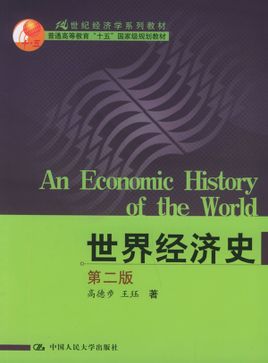 21世纪经济学系列教材
普通高等教育“十五”国家级规划教材
十·五
An Economic History
of the World
世界经济史
第二版
高德步 王珏 著
中国人民大学出版社